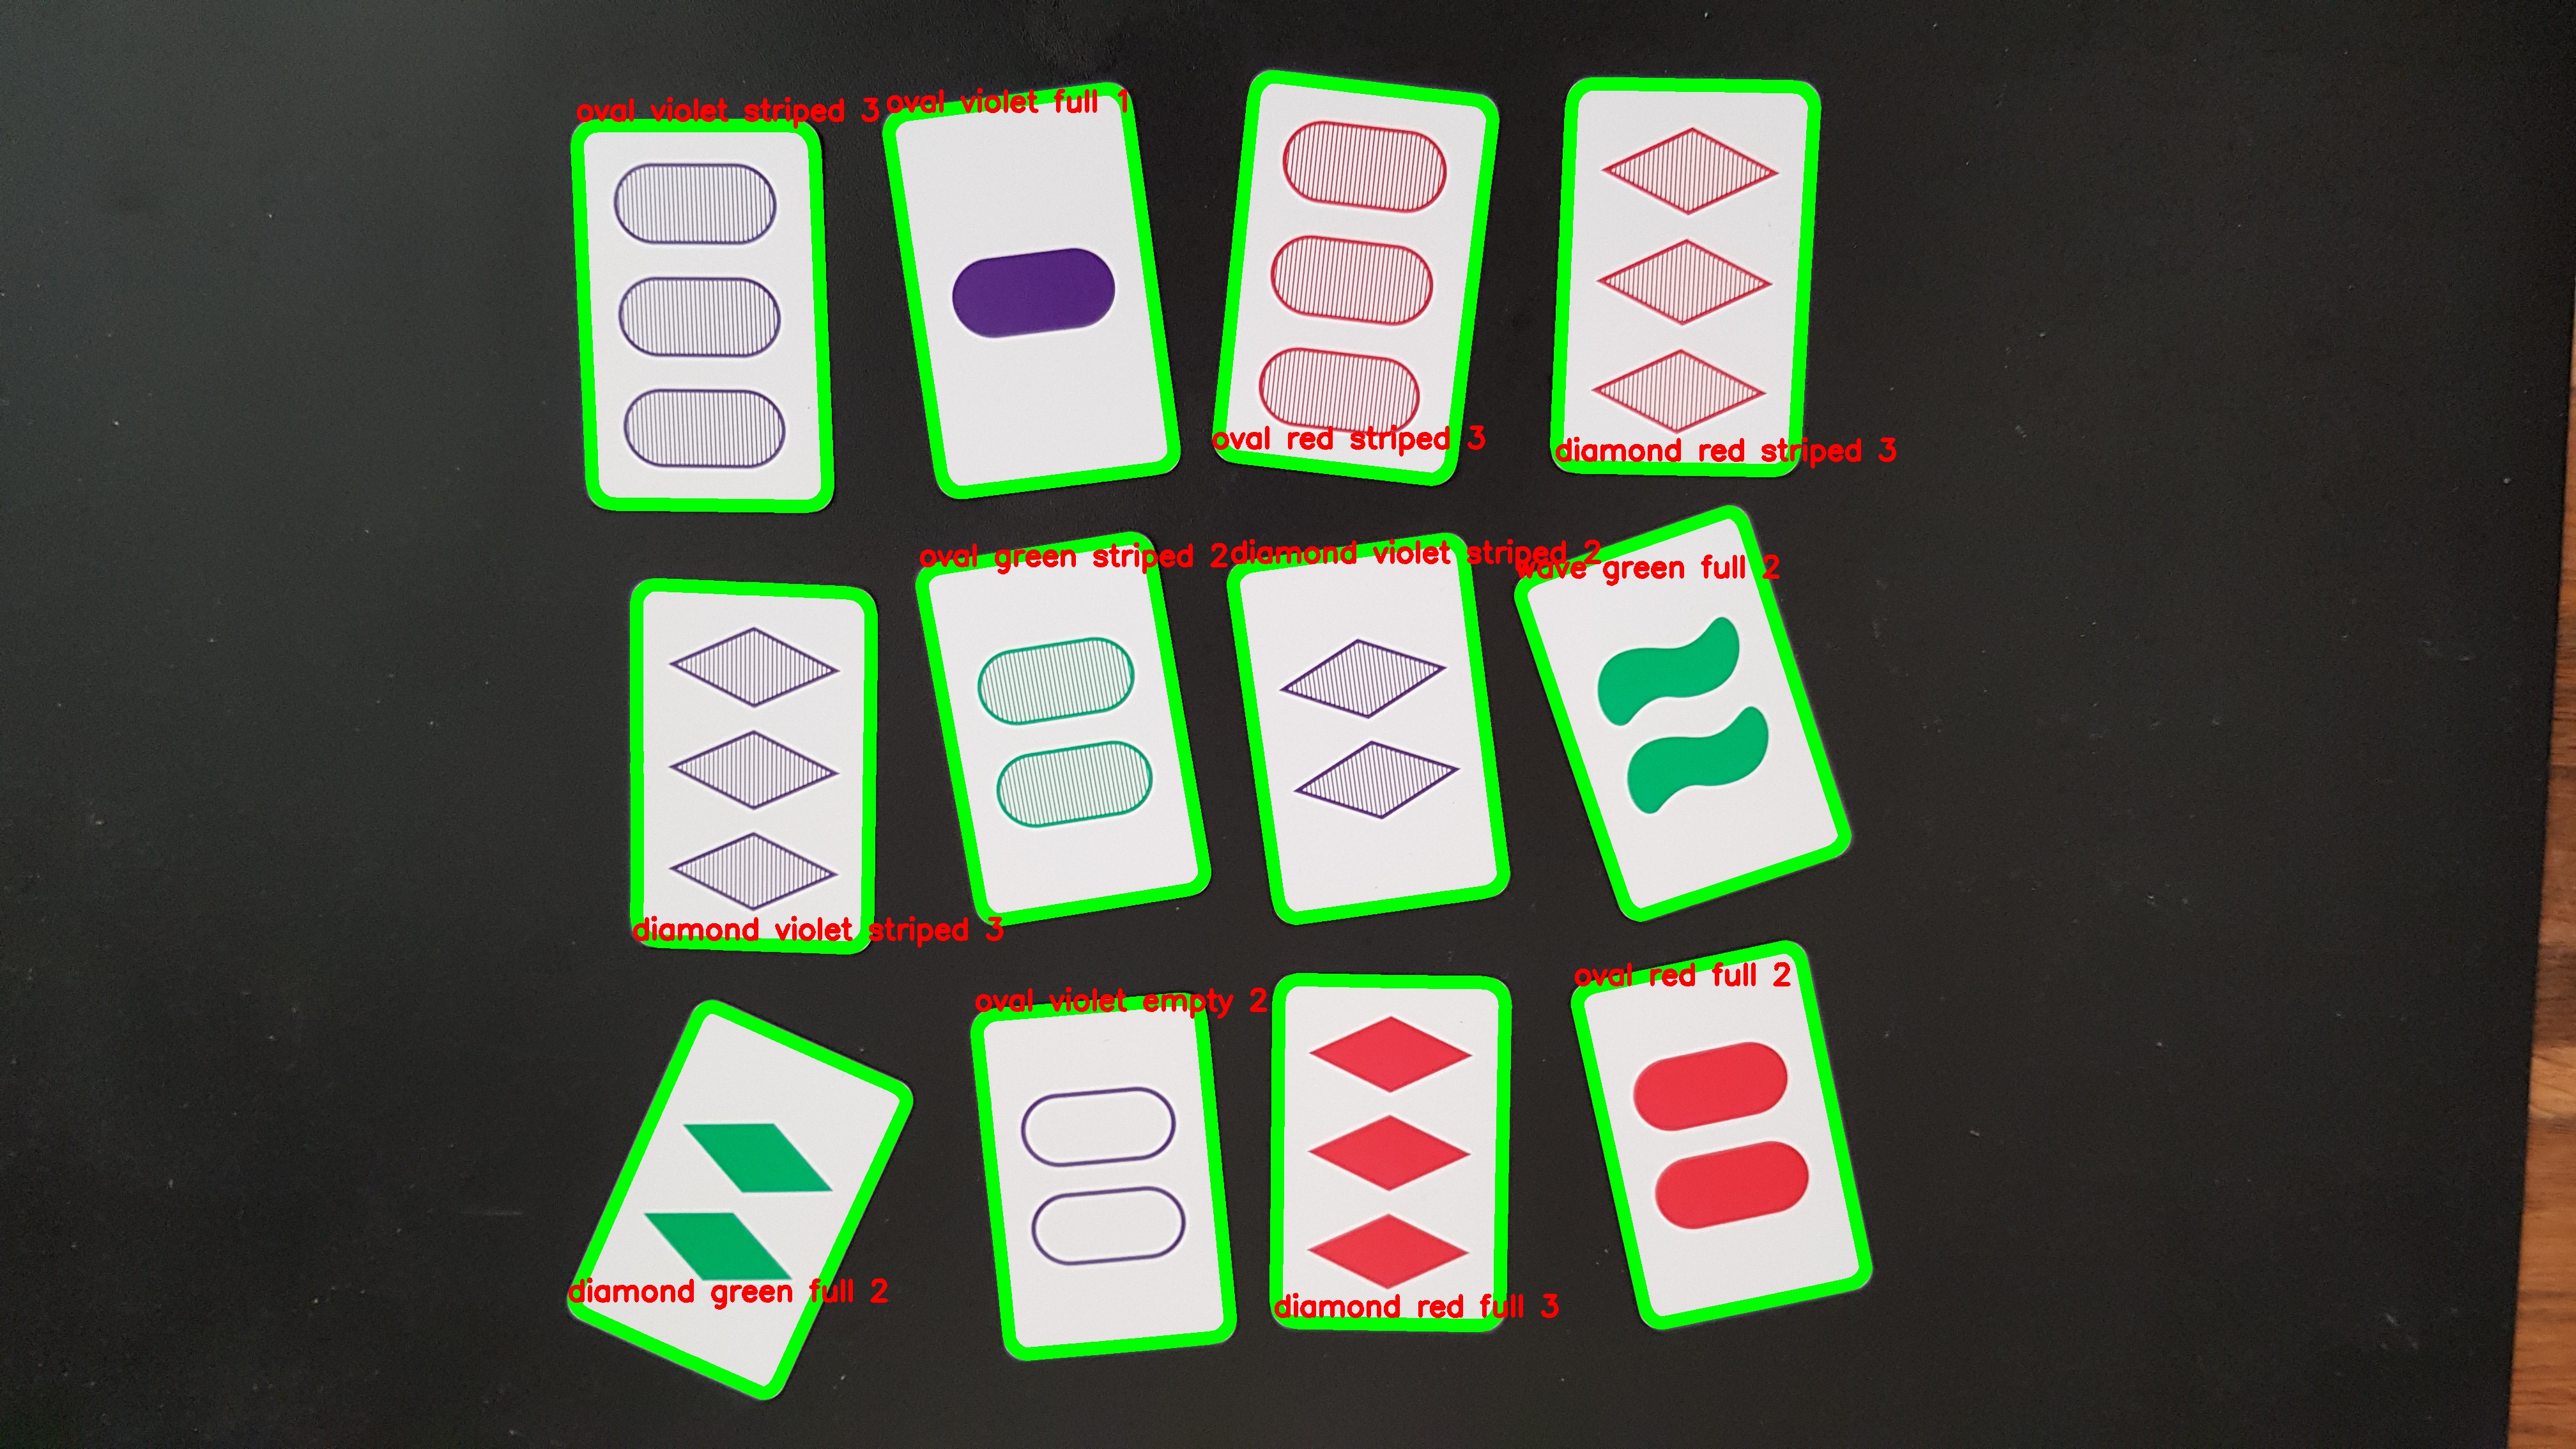 oval violet striped 3
oval violet full 1
oval red striped 3
diamond red striped 3
oval green striped 2
diamond violet striped 2
wave green full 2
diamond violet striped 3
oval violet empty 2
oval red full 2
diamond green full 2
diamond red full 3